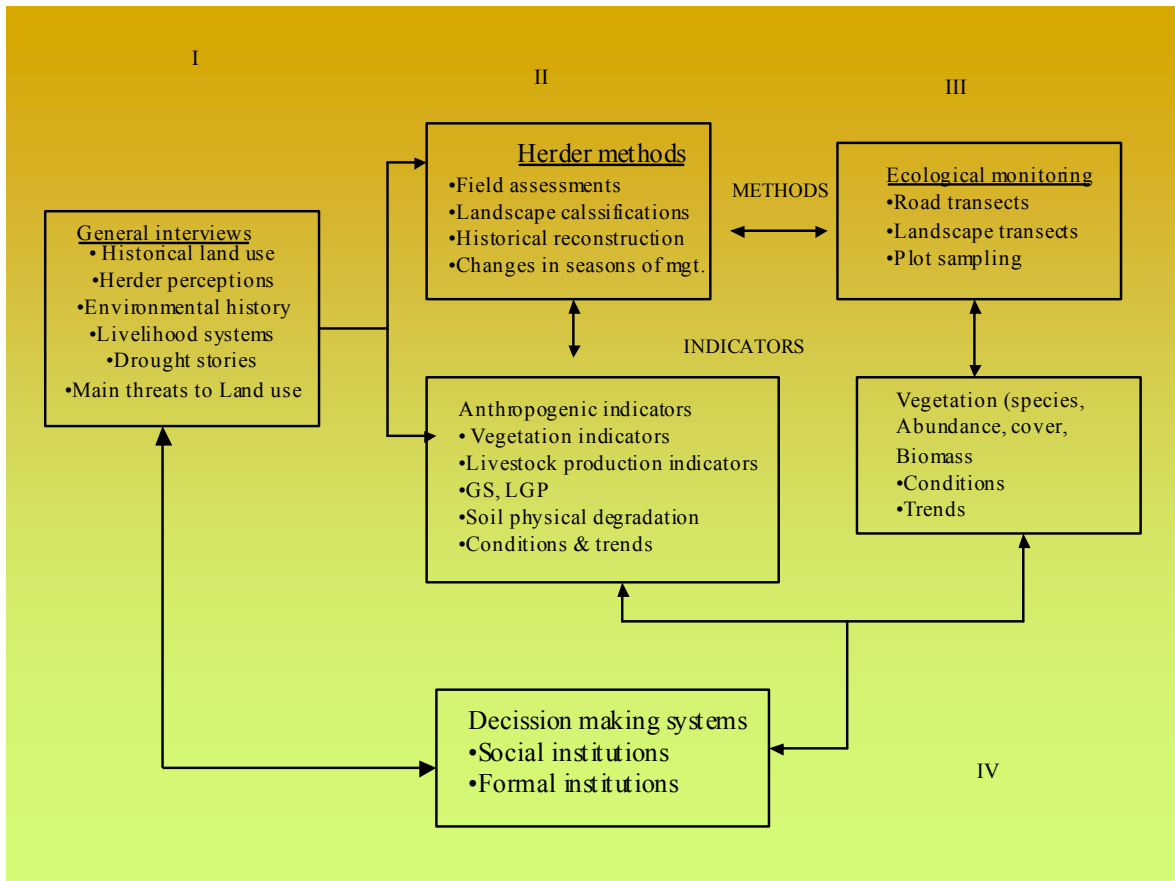 I
II
III
General interviews
• Historical land use
•Herder perceptions
•Environmental history
•Livelihood systems
•Drought stories
•Main threats to Land use
Herder methods
•Field assessments
•Landscape calssifications
•Historical reconstruction
•Changes in seasons of mgt.
METHODS
Ecological monitoring
•Road transects
•Landscape transects
•Plot sampling
INDICATORS
Anthropogenic indicators
• Vegetation indicators
•Livestock production indicators
•GS, LGP
•Soil physical degradation
•Conditions & trends
Vegetation (species,
Abundance, cover,
Biomass
•Conditions
•Trends
Decission making systems
•Social institutions
•Formal institutions
IV